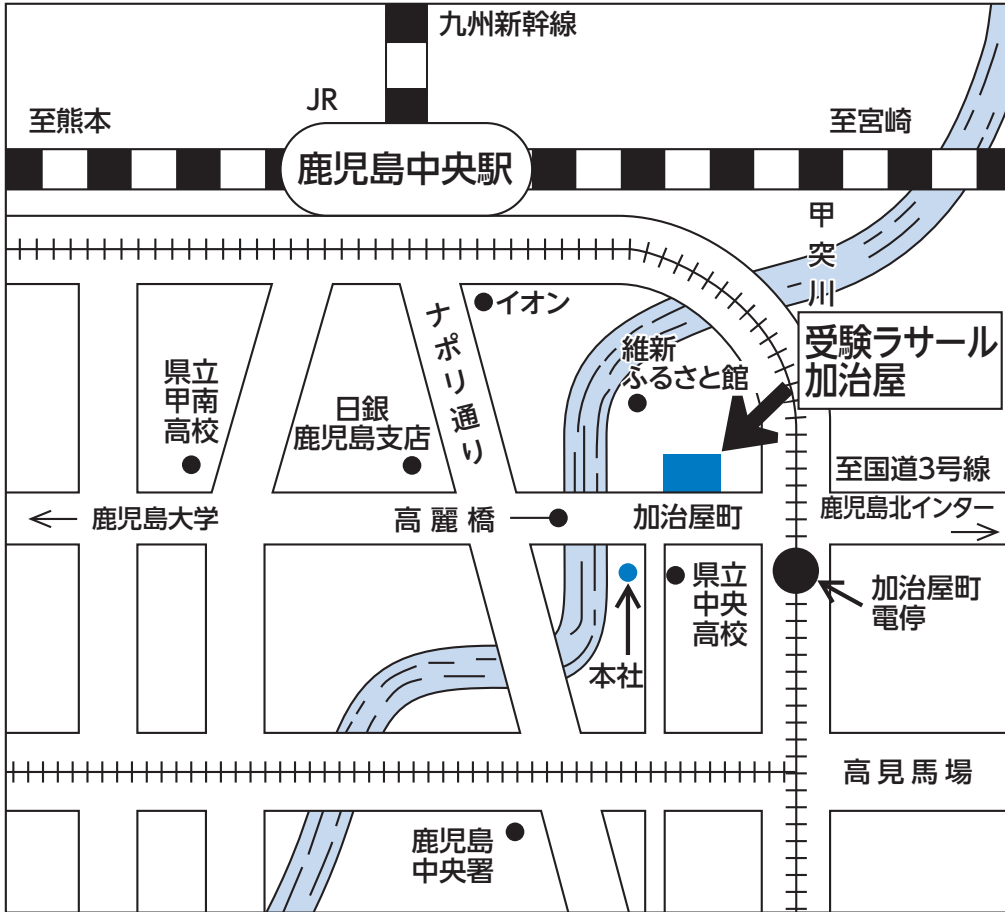 九州新幹線
JR
至熊本
至宮崎
鹿児島中央駅
甲突川
イオン
ナポリ通り
受験ラサール
加治屋
維新
ふるさと館
県立
甲南
高校
日銀
鹿児島支店
至国道3号線
鹿児島北インター
鹿児島大学
高麗橋
加治屋町
県立
中央
高校
加治屋町
電停
本社
高見馬場
鹿児島
中央署